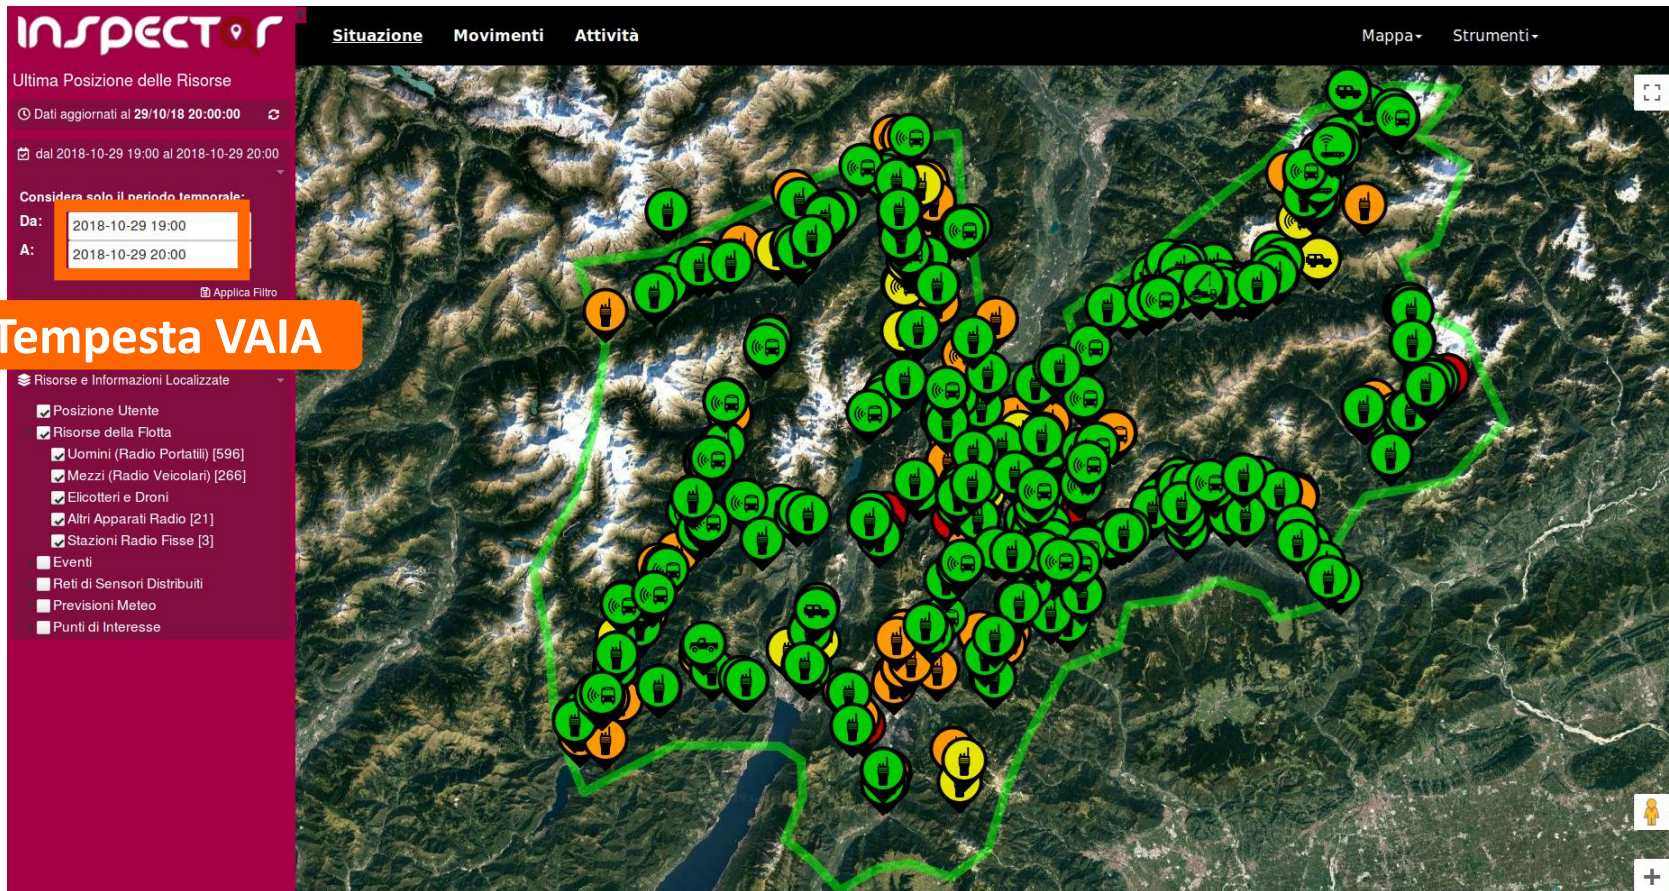 InSpectOr
Situazione Movimenti Attività Mappa Strumenti
Ultima Posizione delle Risorse
Dati aggiornati al 29/10/18 20:00:00
dal 2018-10-29 19:00 al 2018-10-29 20:00
Considera solo il periodo temporale:
Da: 2018-10-29 19:00
A: 2018-10-29 20:00
Applica Filtro
Tempesta VAIA
Risorse e Informazioni Localizzate
Posizione Utente
Risorse della Flotta
Uomini (Radio Portatili) [596]
Mezzi (Radio Veicolari) [266]
Elicotteri e Droni
Altri Apparati Radio [21]
Stazioni Radio Fisse [3]
Eventi
Reti di Sensori Distribuiti
Previsioni Meteo
Punti di Interesse